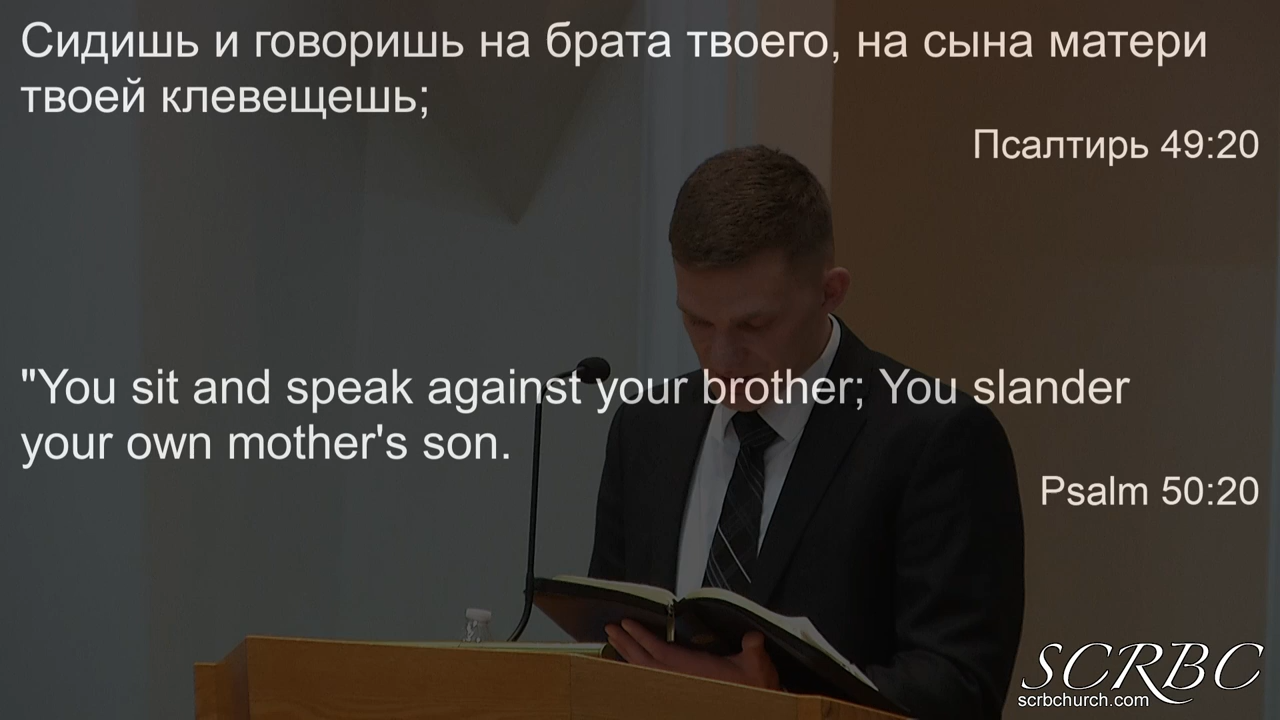 Сидишь и говоришь на брата твоего, на сына матери
твоей клевещешь;
Псалтирь 49:20
"You sit and speak against your brother; You slander
your own mother's son.
Psalm 50:20
SCRBC
scrbchurch.com